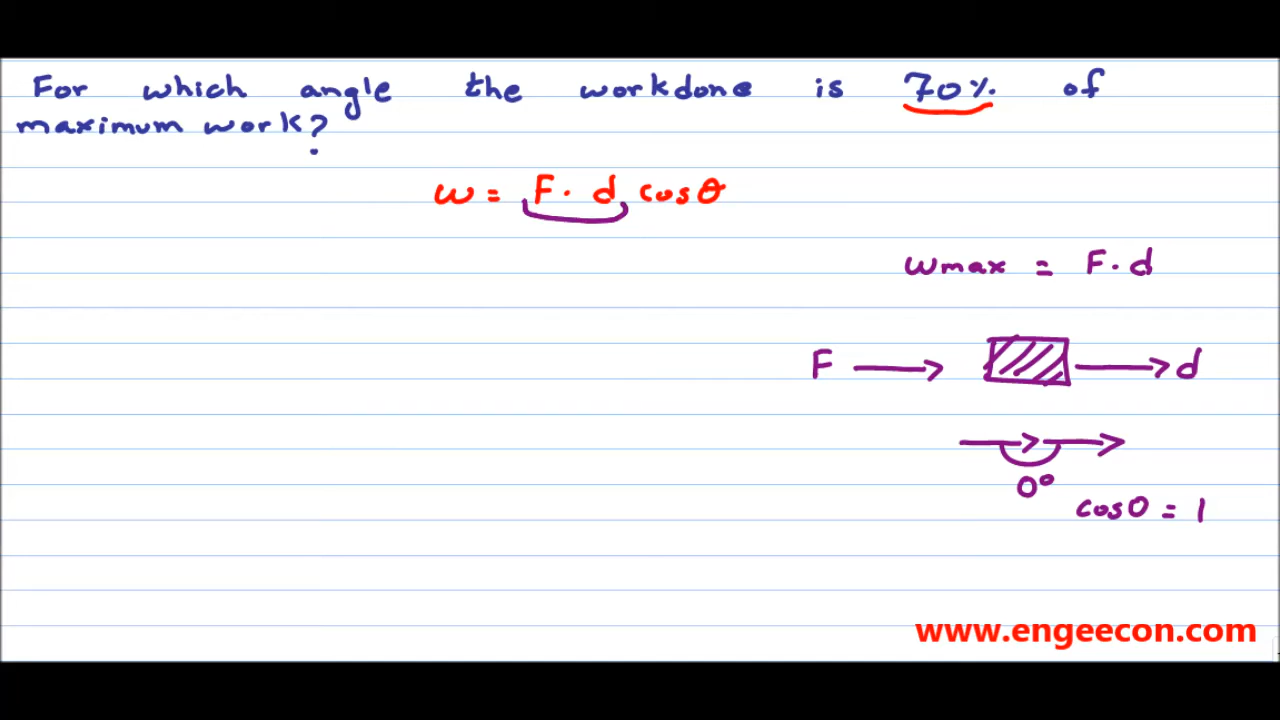 For which angle the workdone is 70% of
maximum work?
w = F. d cosθ
wmax = F.d
F d
0°
cos0 = 1
www.engeecon.com